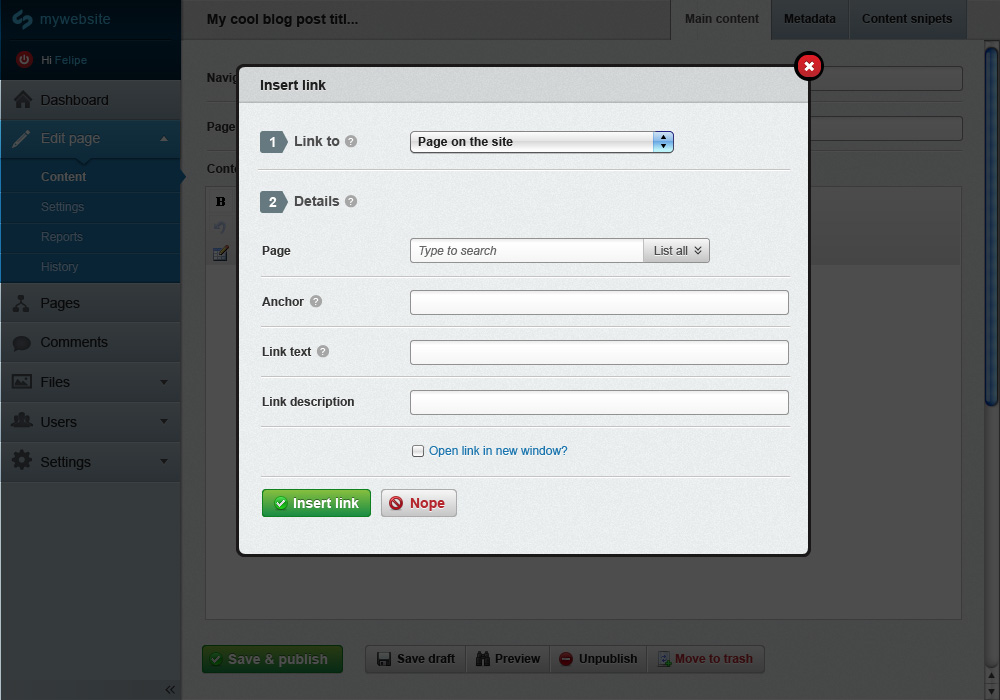 mywebsite
My cool blog post titl...
Main content
Metadata
Content snipets
Hi Felipe
Dashboard
Edit page
Content
Settings
Reports
History
Pages
Comments
Files
Users
Settings
Insert link
1 Link to ?
Page on the site
2 Details ?
Page
Type to search
List all
Anchor ?
Link text ?
Link description
Open link in new window?
Insert link
Nope
B
Save & publish
Save draft
Preview
Unpublish
Move to trash